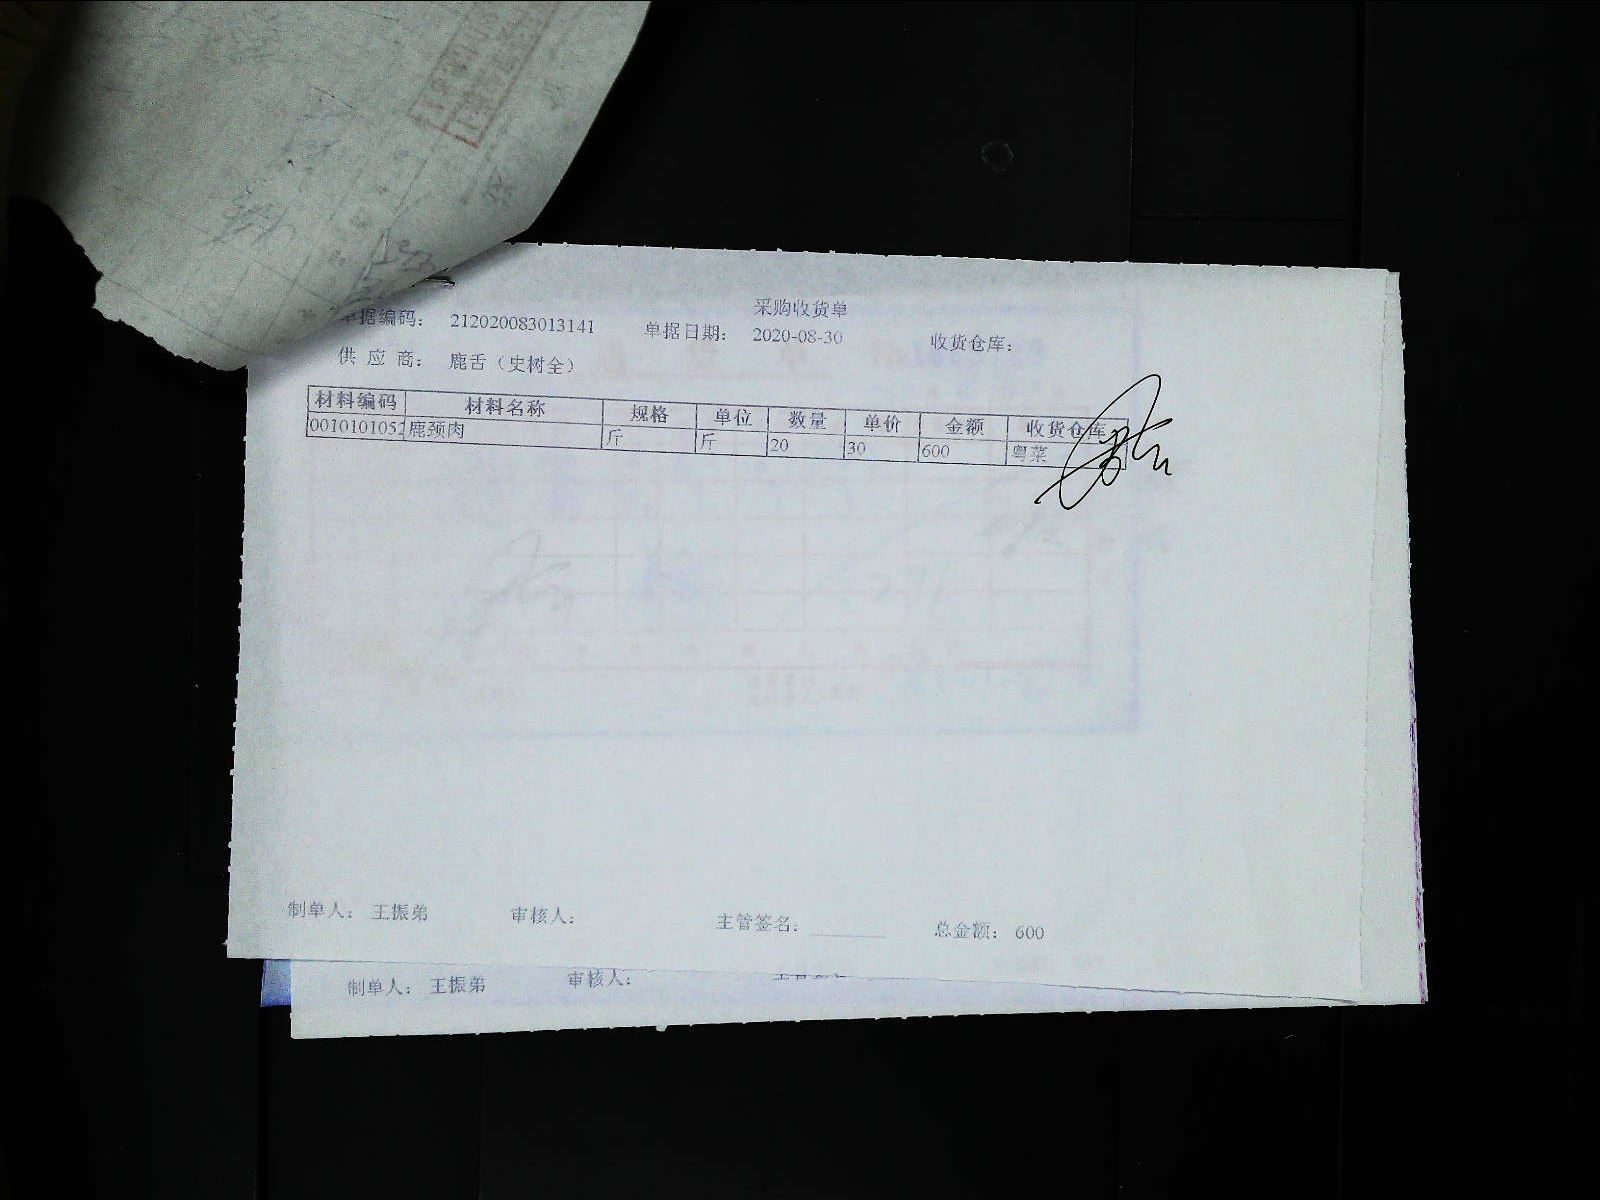 采购收货单
单据编码： 212020083013141 单据日期： 2020-08-30 收货仓库：
供 应 商： 鹿舌（史树全）
材料编码 材料名称 规格 单位 数量 单价 金额 收货仓库
0010101052 鹿颈肉 斤 斤 20 30 600 粤菜
制单人： 王振弟 审核人： 主管签名： 总金额： 600
制单人： 王振弟 审核人：